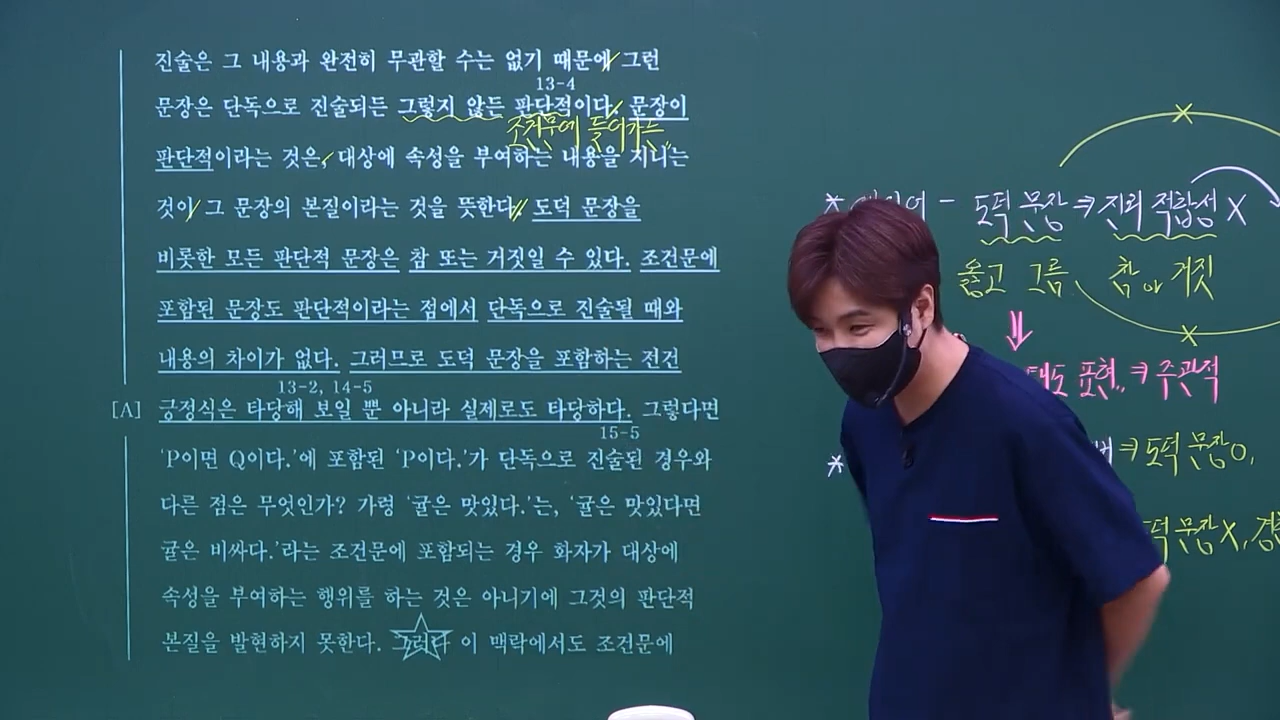 진술은 그 내용과 완전히 무관할 수는 없기 때문에 그런
13-4
문장은 단독으로 진술되든 그렇지 않든 판단적이다. 문장이
조건문에 들어가는
판단적이라는 것은, 대상에 속성을 부여하는 내용을 지니는
것이 그 문장의 본질이라는 것을 뜻한다. 도덕 문장을
비롯한 모든 판단적 문장은 참 또는 거짓일 수 있다. 조건문에
포함된 문장도 판단적이라는 점에서 단독으로 진술될 때와
내용의 차이가 없다. 그러므로 도덕 문장을 포함하는 전건
13-2, 14-5
[A] 긍정식은 타당해 보일 뿐 아니라 실제로도 타당하다. 그렇다면
15-5
'P이면 Q이다.'에 포함된 'P이다.'가 단독으로 진술된 경우와
다른 점은 무엇인가? 가령 '귤은 맛있다.'는, '귤은 맛있다면
귤은 비싸다.'라는 조건문에 포함되는 경우 화자가 대상에
속성을 부여하는 행위를 하는 것은 아니기에 그것의 판단적
본질을 발현하지 못한다. 그러나 이 맥락에서도 조건문에
도덕 문장 ⇒ 진리 적합성 X
옳고 그름 참 or 거짓
⇓
태도 표현 ⇒ 주관적
* ⇒ 도덕 문장 O,
문장 X,